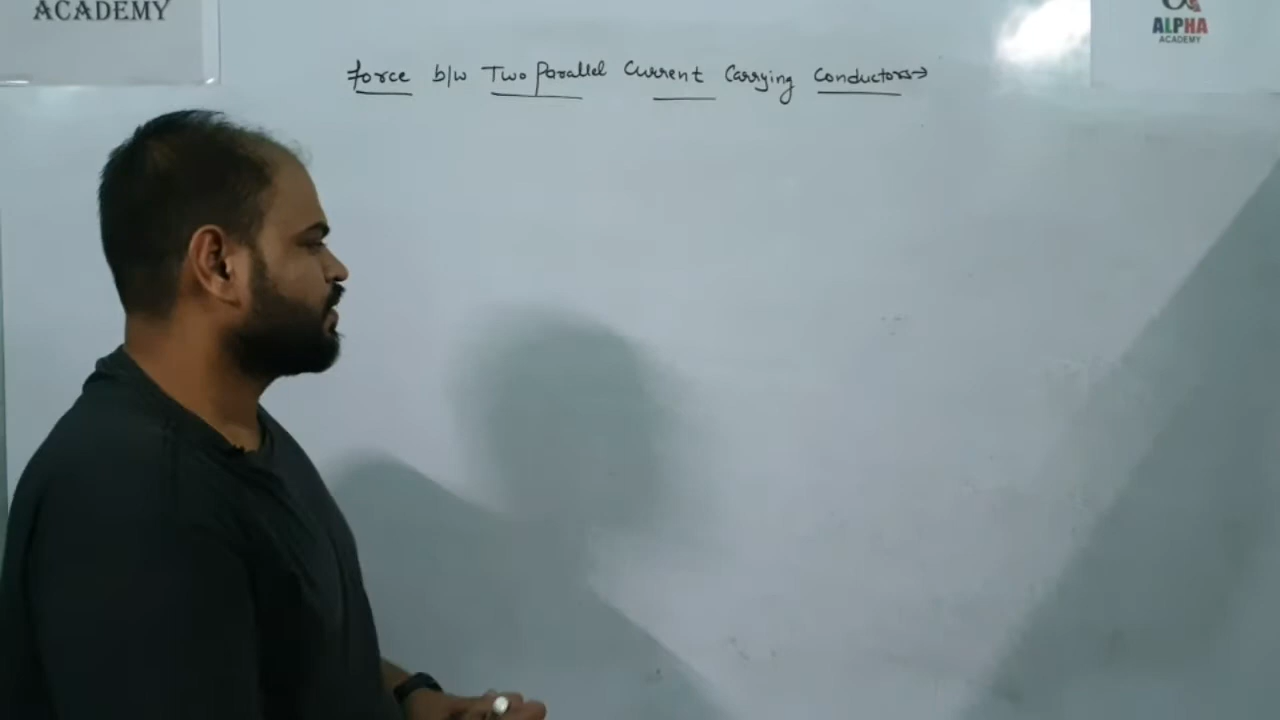 ACADEMY
ALPHA
ACADEMY
Force b/w Two Parallel Current Carrying Conductors→